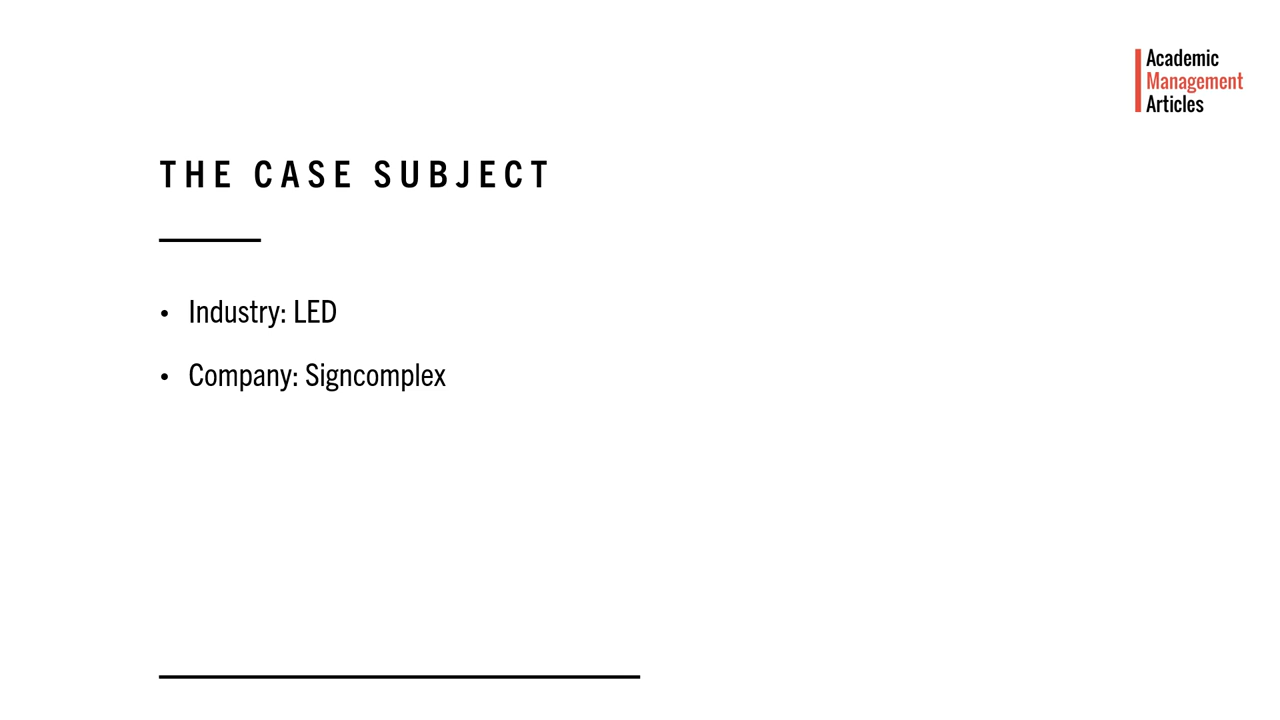 Academic
Management
Articles
THE CASE SUBJECT
• Industry: LED
• Company: Signcomplex